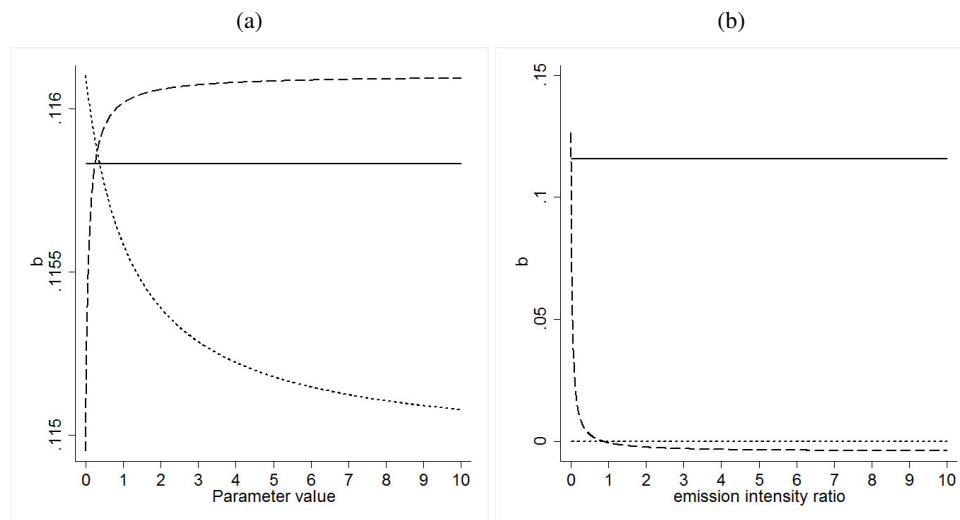 (a)
.116
.1155
.115
b
0 1 2 3 4 5 6 7 8 9 10
Parameter value
(b)
.15
.1
.05
0
b
0 1 2 3 4 5 6 7 8 9 10
emission intensity ratio